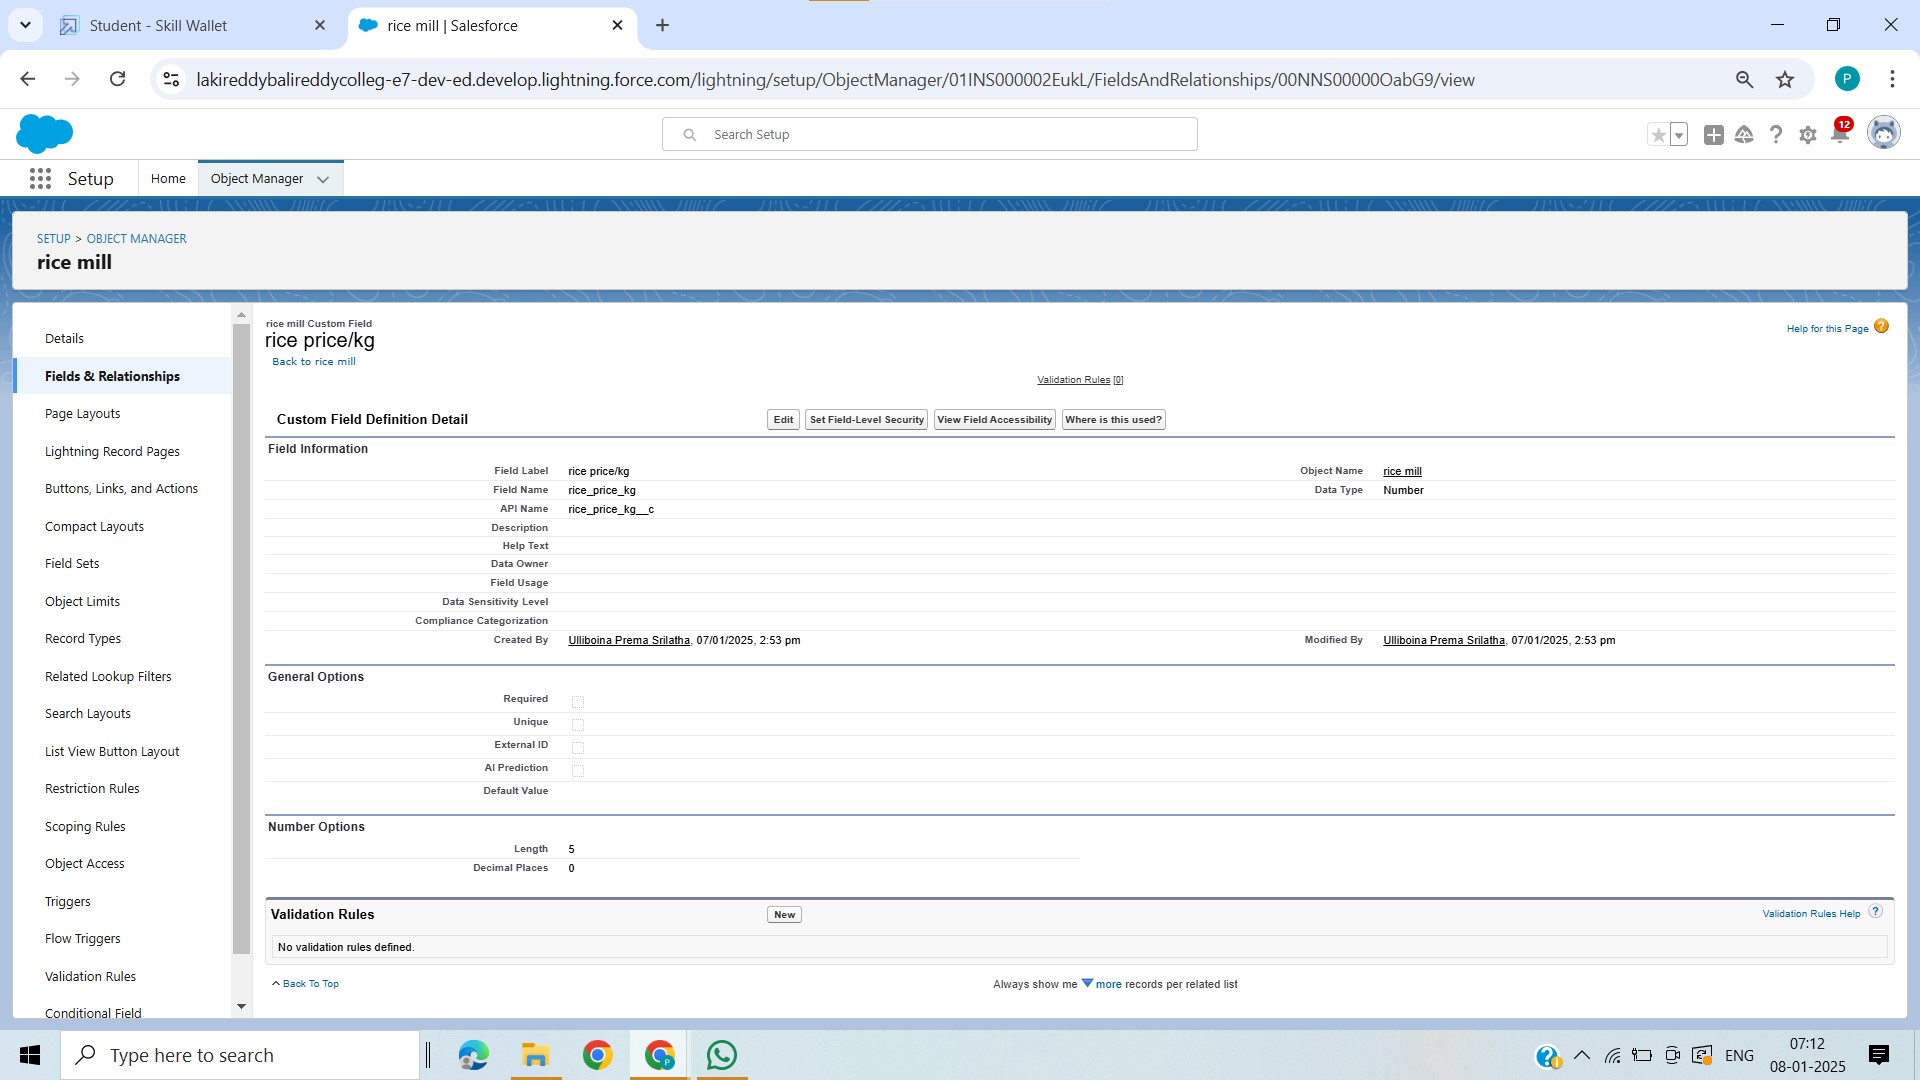 Student - Skill Wallet
rice mill | Salesforce
lakireddybalireddycolleg-e7-dev-ed.develop.lightning.force.com/lightning/setup/ObjectManager/01INS000002EukL/FieldsAndRelationships/00NNS00000OabG9/view
P
Search Setup
12
Setup
Home
Object Manager
SETUP > OBJECT MANAGER
rice mill
Details
Fields & Relationships
Page Layouts
Lightning Record Pages
Buttons, Links, and Actions
Compact Layouts
Field Sets
Object Limits
Record Types
Related Lookup Filters
Search Layouts
List View Button Layout
Restriction Rules
Scoping Rules
Object Access
Triggers
Flow Triggers
Validation Rules
Conditional Field
rice mill Custom Field
rice price/kg
Back to rice mill
Help for this Page
Validation Rules [0]
Custom Field Definition Detail
Edit Set Field-Level Security View Field Accessibility Where is this used?
Field Information
Field Label rice price/kg Object Name rice mill
Field Name rice_price_kg Data Type Number
API Name rice_price_kg__c
Description
Help Text
Data Owner
Field Usage
Data Sensitivity Level
Compliance Categorization
Created By Ulliboina Prema Srilatha, 07/01/2025, 2:53 pm Modified By Ulliboina Prema Srilatha, 07/01/2025, 2:53 pm
General Options
Required
Unique
External ID
AI Prediction
Default Value
Number Options
Length 5
Decimal Places 0
Validation Rules New Validation Rules Help ?
No validation rules defined.
Back To Top Always show me more records per related list
Type here to search
P
ENG
07:12
08-01-2025